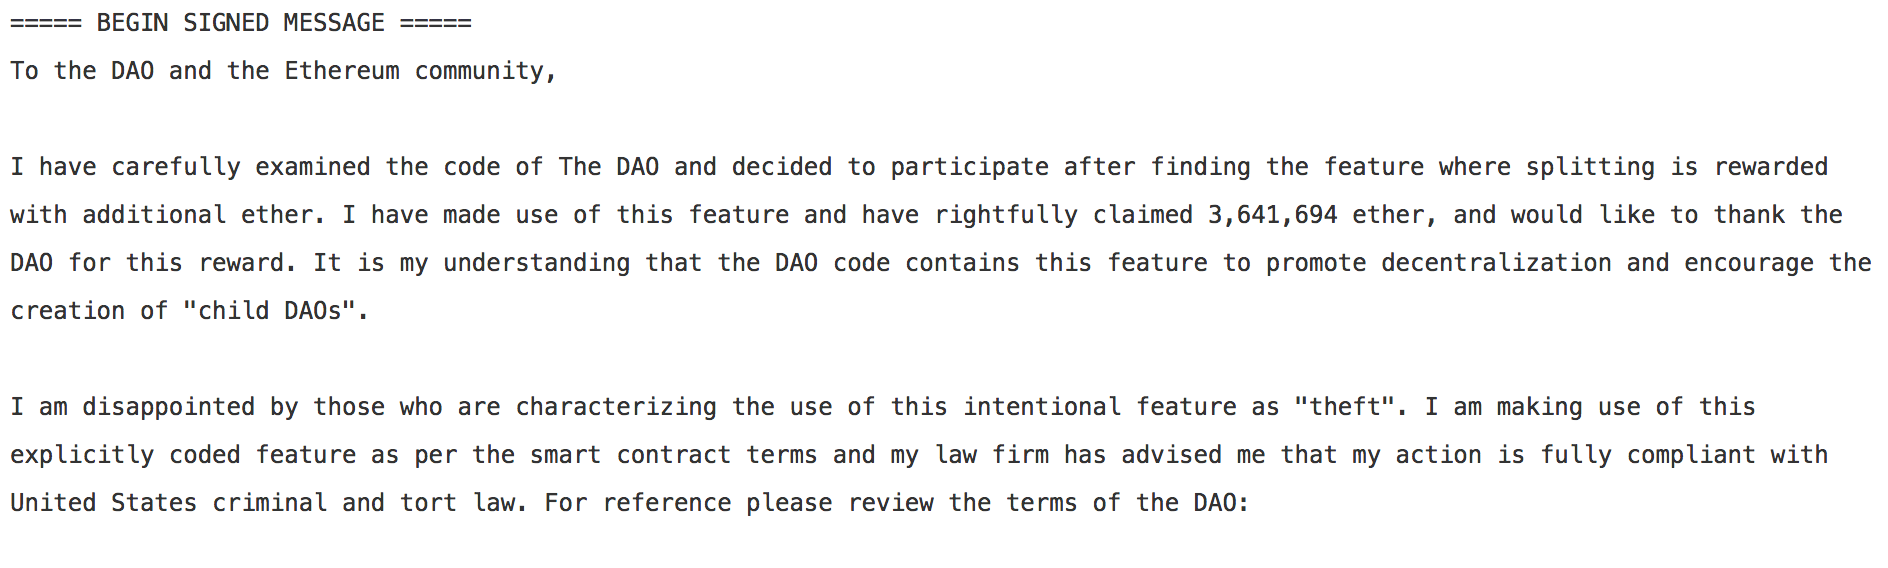 ===== BEGIN SIGNED MESSAGE =====
To the DAO and the Ethereum community,
I have carefully examined the code of The DAO and decided to participate after finding the feature where splitting is rewarded
with additional ether. I have made use of this feature and have rightfully claimed 3,641,694 ether, and would like to thank the
DAO for this reward. It is my understanding that the DAO code contains this feature to promote decentralization and encourage the
creation of "child DAOs".
I am disappointed by those who are characterizing the use of this intentional feature as "theft". I am making use of this
explicitly coded feature as per the smart contract terms and my law firm has advised me that my action is fully compliant with
United States criminal and tort law. For reference please review the terms of the DAO: